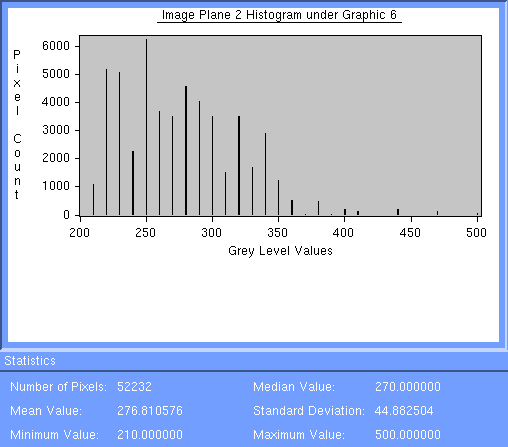 Image Plane 2 Histogram under Graphic 6
Pixel Count
6000
5000
4000
3000
2000
1000
0
200 250 300 350 400 450 500
Grey Level Values
Statistics
Number of Pixels: 52232 Median Value: 270.000000
Mean Value: 276.810576 Standard Deviation: 44.882504
Minimum Value: 210.000000 Maximum Value: 500.000000